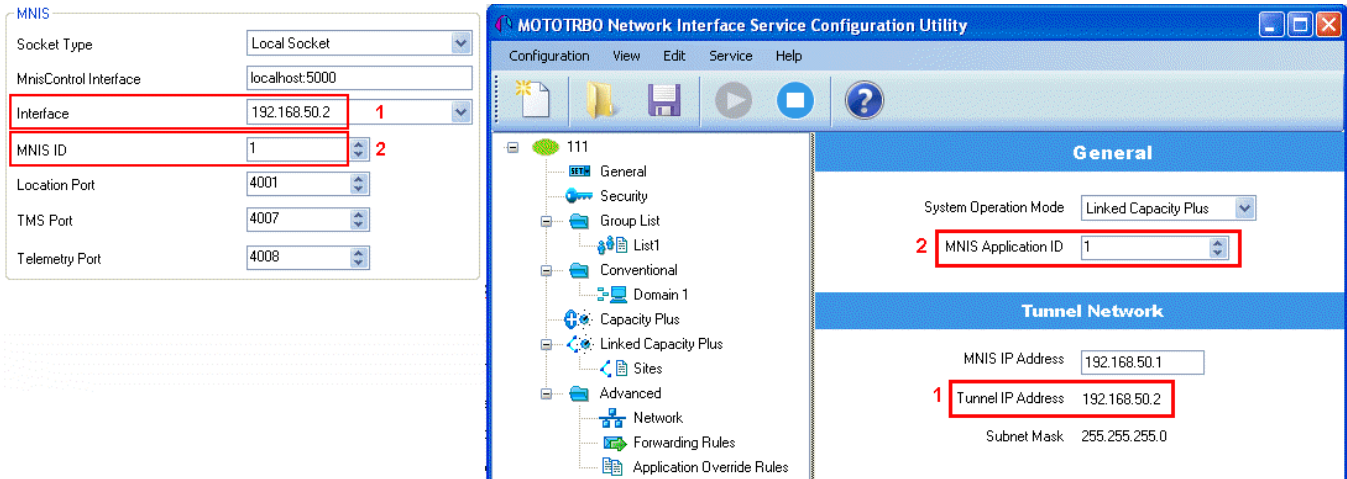 MNIS
Socket Type Local Socket
MnisControl Interface localhost:5000
Interface 192.168.50.2 1
MNIS ID 1 2
Location Port 4001
TMS Port 4007
Telemetry Port 4008
MOTOTRBO Network Interface Service Configuration Utility
Configuration View Edit Service Help
111
SET General
Security
Group List
List1
Conventional
Domain 1
Capacity Plus
Linked Capacity Plus
Sites
Advanced
Network
Forwarding Rules
Application Override Rules
General
System Operation Mode Linked Capacity Plus
2 MNIS Application ID 1
Tunnel Network
MNIS IP Address 192.168.50.1
1 Tunnel IP Address 192.168.50.2
Subnet Mask 255.255.255.0